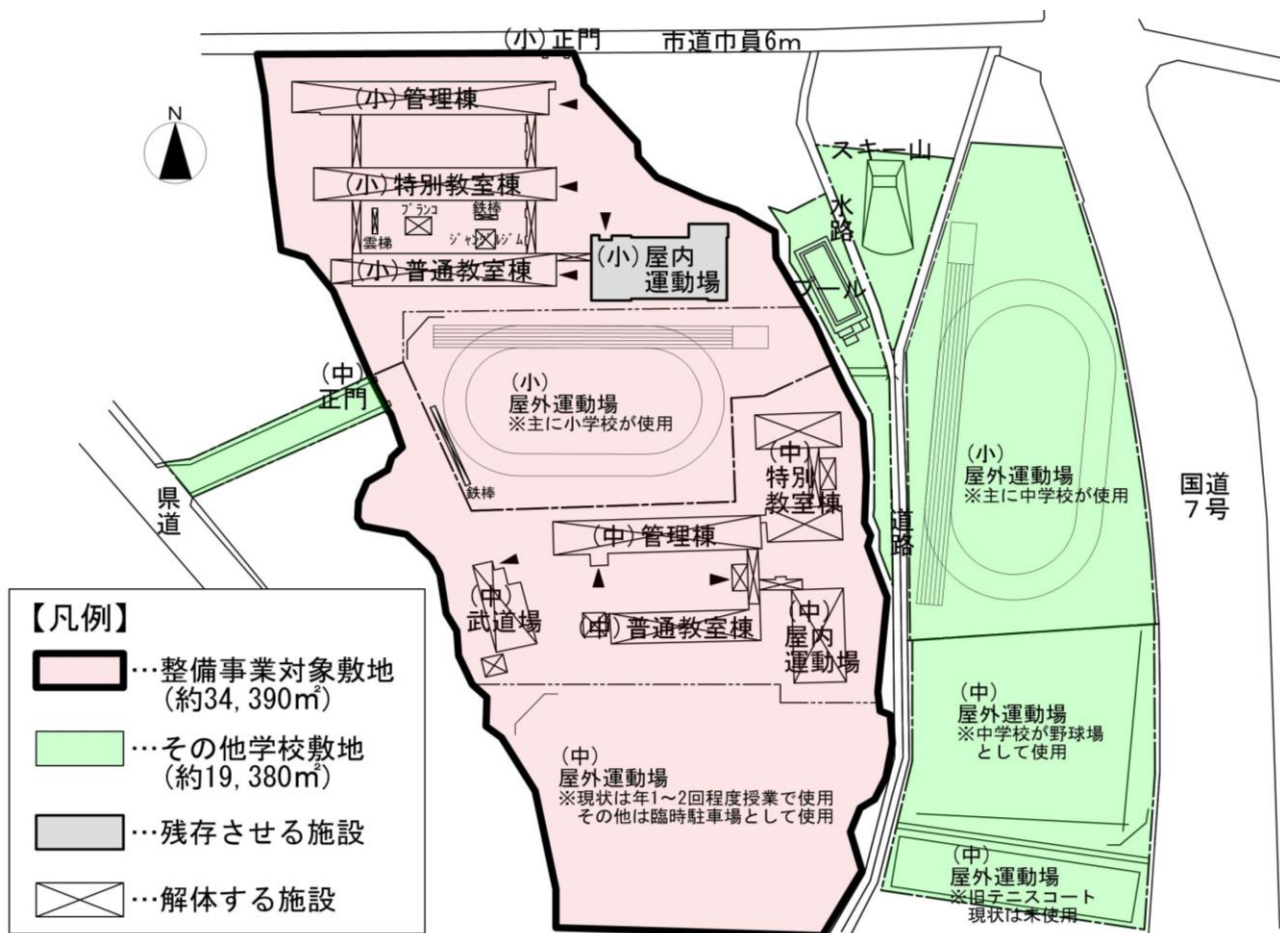 (小)正門
市道巾員6m
N
(小)管理棟
(小)特別教室棟
ブランコ
鉄棒
雲梯
ジャングルジム
(小)普通教室棟
(小)屋内
運動場
スキー山
水路
プール
(中)
正門
(小)
屋外運動場
※主に小学校が使用
鉄棒
(中)
特別
教室棟
(小)
屋外運動場
※主に中学校が使用
国道
7号
県道
道路
(中)管理棟
(中)
武道場
(中)普通教室棟
(中)
屋内
運動場
(中)
屋外運動場
※中学校が野球場
として使用
(中)
屋外運動場
※現状は年1〜2回程度授業で使用
その他は臨時駐車場として使用
(中)
屋外運動場
※旧テニスコート
現状は未使用
【凡例】
…整備事業対象敷地
(約34,390㎡)
…その他学校敷地
(約19,380㎡)
…残存させる施設
…解体する施設